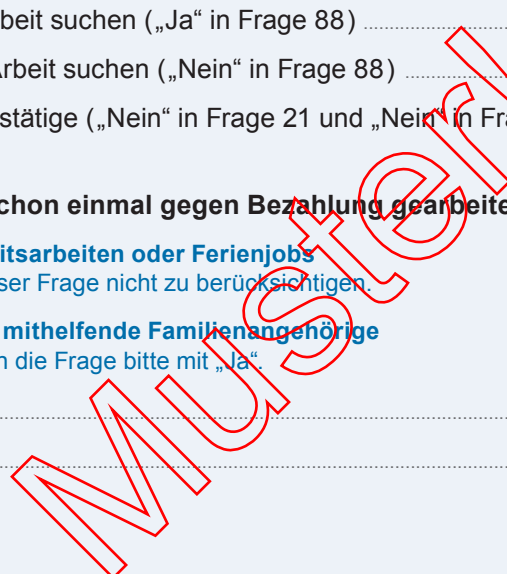 beit suchen („Ja“ in Frage 88)
Arbeit suchen („Nein“ in Frage 88)
stätige („Nein“ in Frage 21 und „Nein“ in Fra
chon einmal gegen Bezahlung gearbeite
itsarbeiten oder Ferienjobs
ser Frage nicht zu berücksichtigen.
mithelfende Familienangehörige
n die Frage bitte mit „Ja“.
Muster